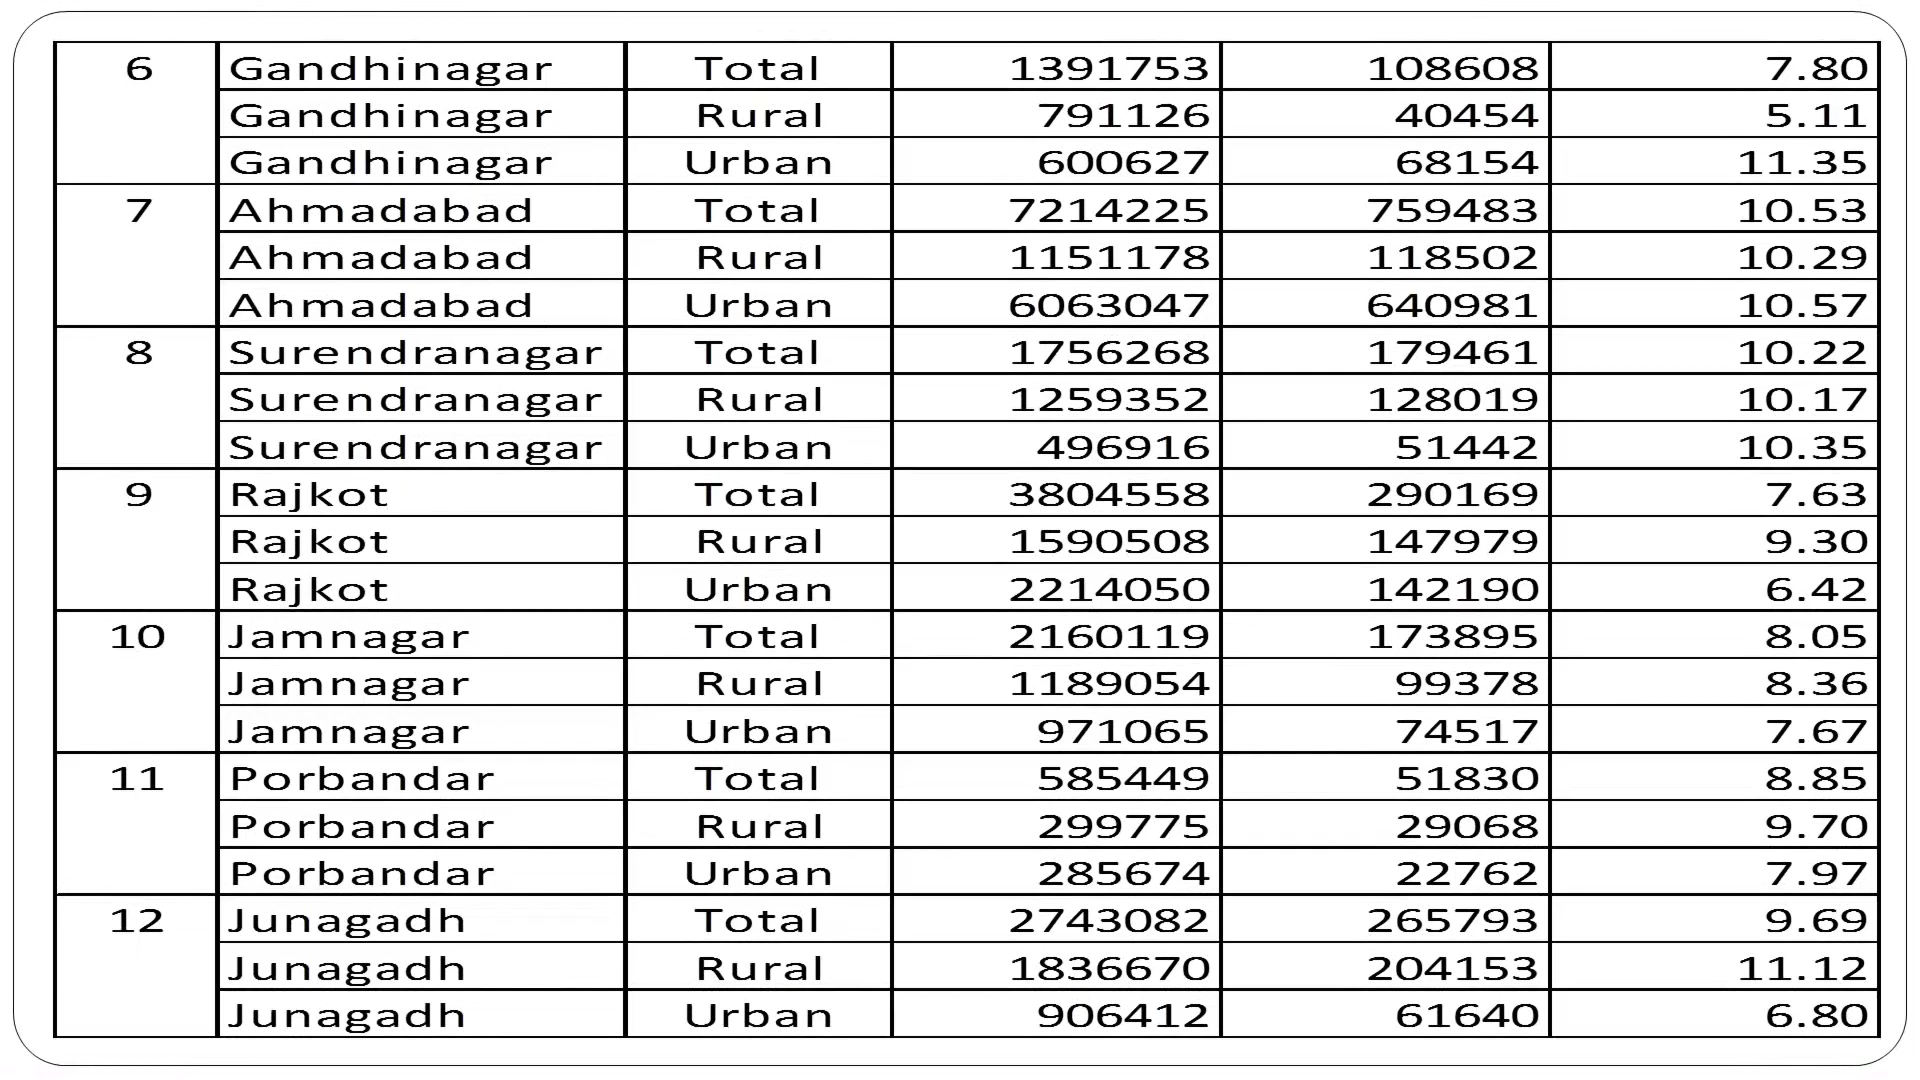 6 Gandhinagar Total 1391753 108608 7.80
Gandhinagar Rural 791126 40454 5.11
Gandhinagar Urban 600627 68154 11.35
7 Ahmadabad Total 7214225 759483 10.53
Ahmadabad Rural 1151178 118502 10.29
Ahmadabad Urban 6063047 640981 10.57
8 Surendranagar Total 1756268 179461 10.22
Surendranagar Rural 1259352 128019 10.17
Surendranagar Urban 496916 51442 10.35
9 Rajkot Total 3804558 290169 7.63
Rajkot Rural 1590508 147979 9.30
Rajkot Urban 2214050 142190 6.42
10 Jamnagar Total 2160119 173895 8.05
Jamnagar Rural 1189054 99378 8.36
Jamnagar Urban 971065 74517 7.67
11 Porbandar Total 585449 51830 8.85
Porbandar Rural 299775 29068 9.70
Porbandar Urban 285674 22762 7.97
12 Junagadh Total 2743082 265793 9.69
Junagadh Rural 1836670 204153 11.12
Junagadh Urban 906412 61640 6.80